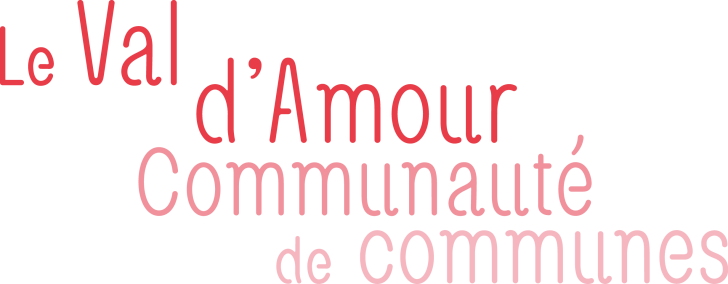 Le Val
d'Amour
Communauté
de communes